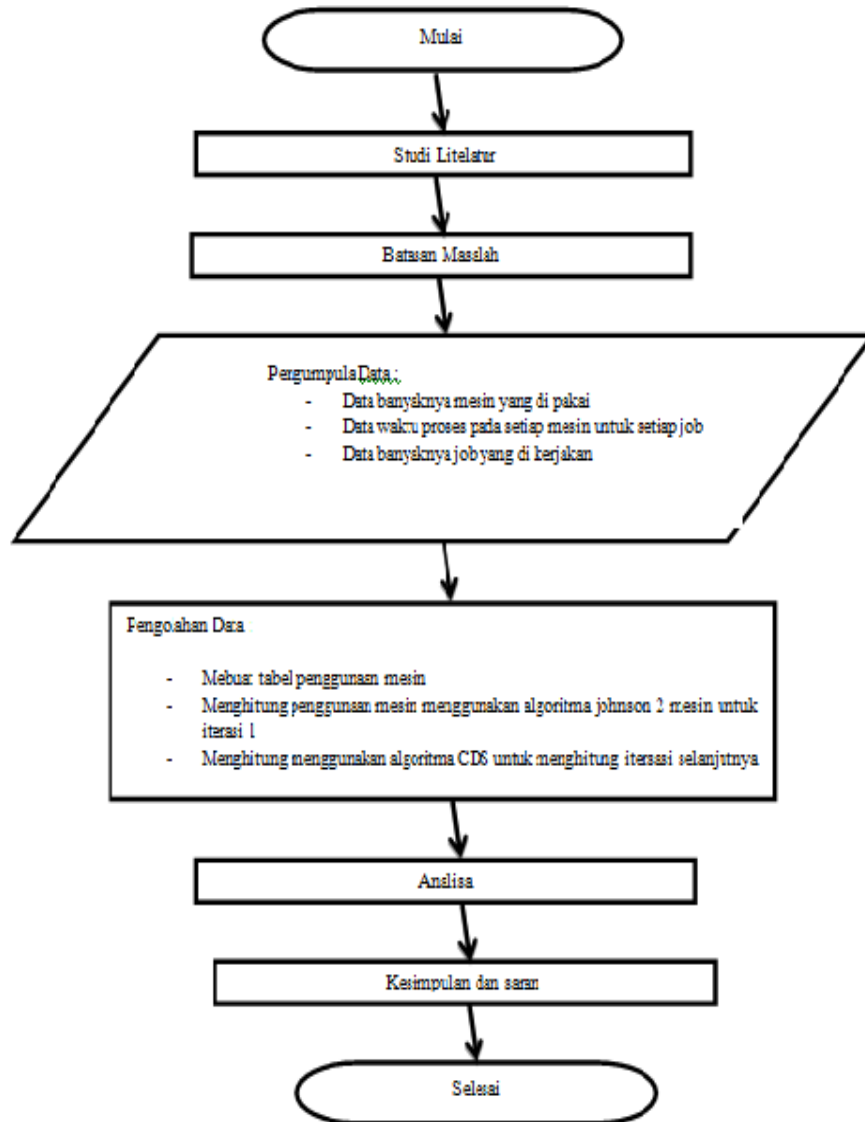 Mulai
Studi Litelatur
Batasan Masalah
Pergumpula Data :
- Data banyaknya mesin yang di pakai
- Data waktu proses pada setiap mesin untuk setiap job
- Data banyaknya job yang di kerjakan
Pengolahan Data
- Mebuat tabel penggunaan mesin
- Menghitung penggunaan mesin menggunakan algoritma johnson 2 mesin untuk
iterasi 1
- Menghitung menggunakan algoritma CDS untuk menghitung itersasi selanjutnya
Analisa
Kesimpulan dan saran
Selesai